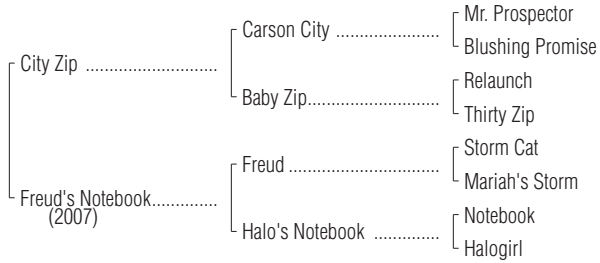 Mr. Prospector
Carson City ..................
Blushing Promise
City Zip .......................
Relaunch
Baby Zip.......................
Thirty Zip
Storm Cat
Freud ..........................
Mariah's Storm
Freud's Notebook..............
(2007)
Notebook
Halo's Notebook .............
Halogirl